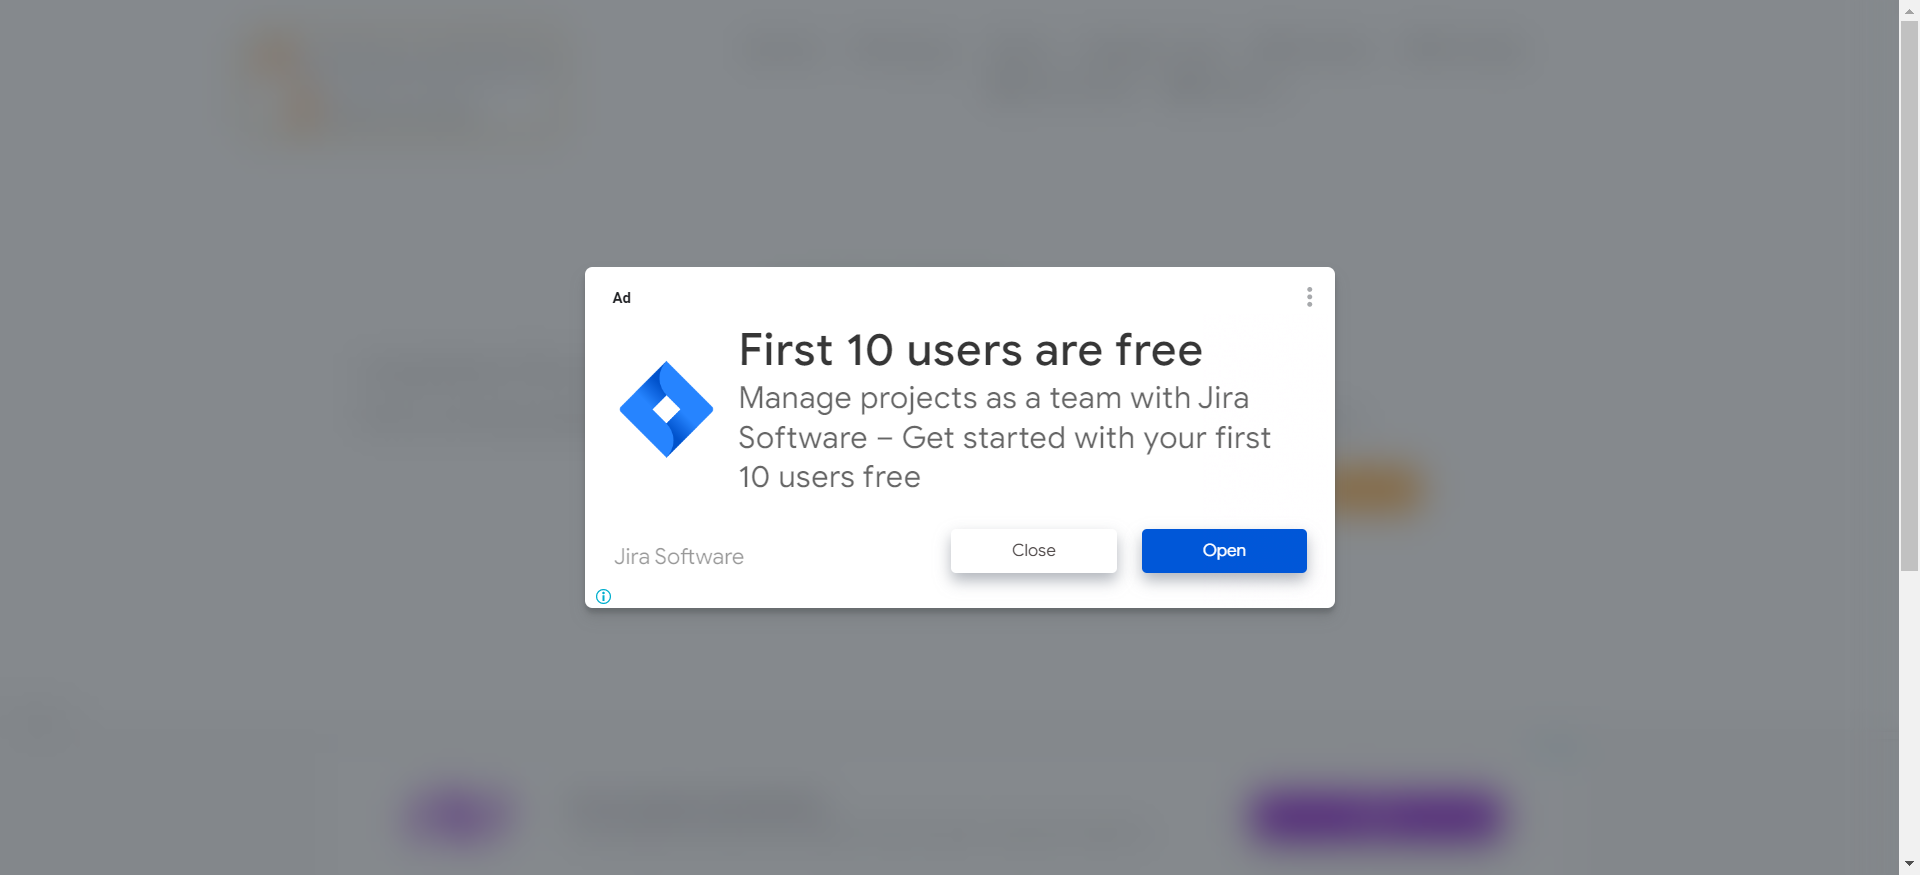 Ad
First 10 users are free
Manage projects as a team with Jira
Software – Get started with your first
10 users free
Jira Software
Close
Open